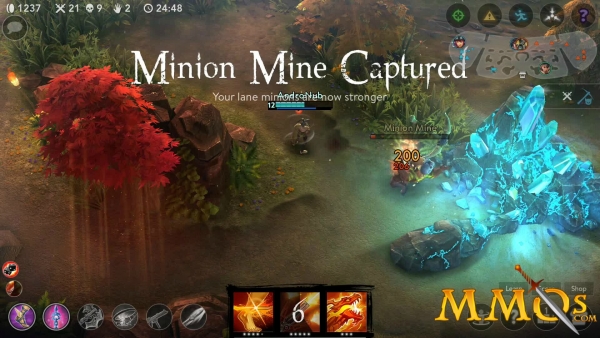 1237 21 9 2 24:48
Minion Mine Captured
Your lane minions are now stronger
12
Minion Mine
200
Shop
6
MMOs.com